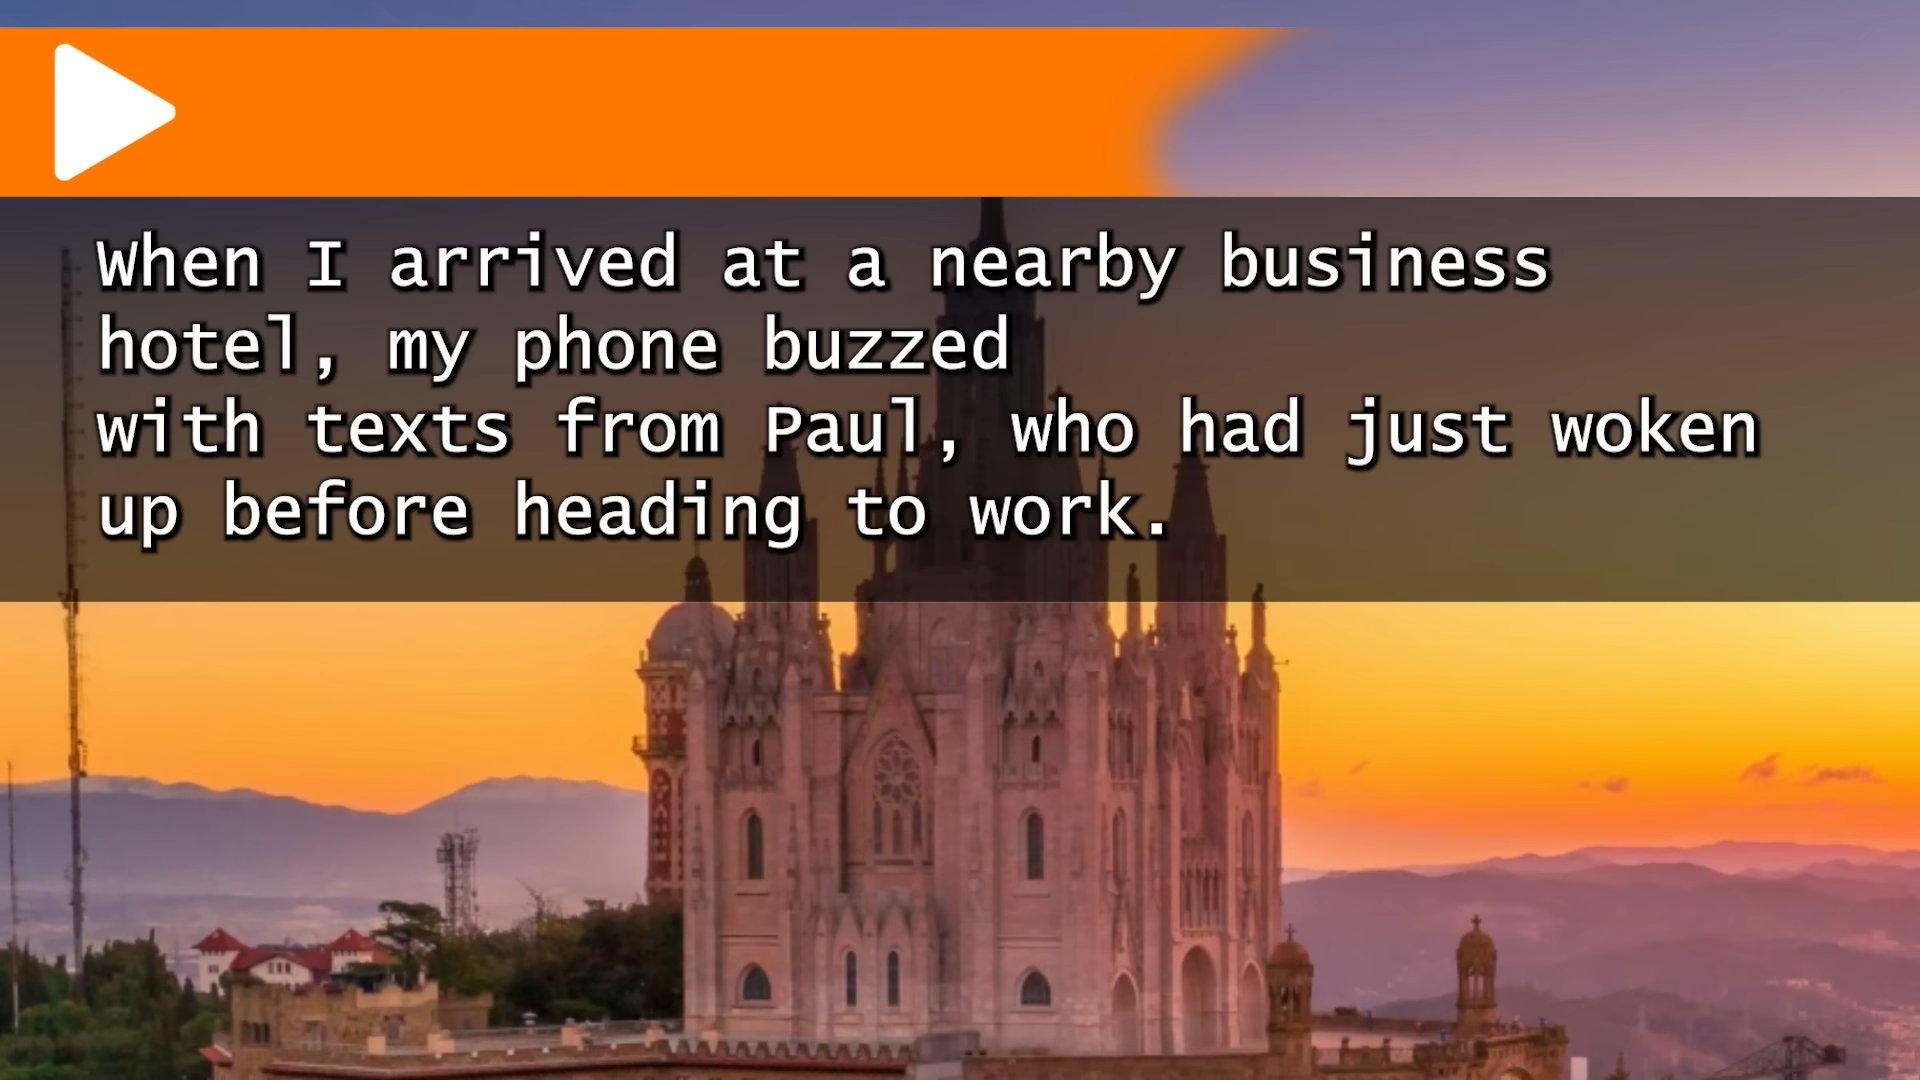 When I arrived at a nearby business
hotel, my phone buzzed
with texts from Paul, who had just woken
up before heading to work.